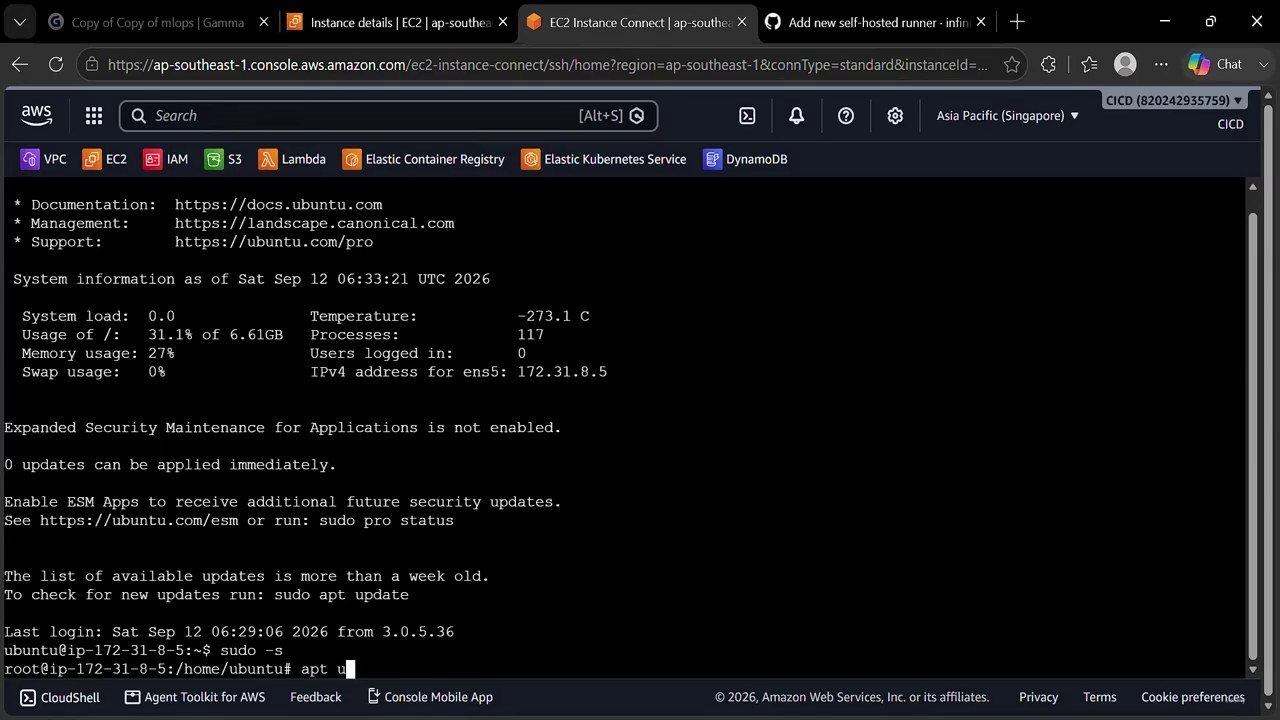 Copy of Copy of mlops | Gamma
Instance details | EC2 | ap-southea
EC2 Instance Connect | ap-southea
Add new self-hosted runner · infin
https://ap-southeast-1.console.aws.amazon.com/ec2-instance-connect/ssh/home?region=ap-southeast-1&connType=standard&instanceId=...
Chat
aws
Search
[Alt+S]
Asia Pacific (Singapore)
CICD (820242935759)
CICD
VPC
EC2
IAM
S3
Lambda
Elastic Container Registry
Elastic Kubernetes Service
DynamoDB
* Documentation: https://docs.ubuntu.com
* Management: https://landscape.canonical.com
* Support: https://ubuntu.com/pro
System information as of Sat Sep 12 06:33:21 UTC 2026
System load: 0.0 Temperature: -273.1 C
Usage of /: 31.1% of 6.61GB Processes: 117
Memory usage: 27% Users logged in: 0
Swap usage: 0% IPv4 address for ens5: 172.31.8.5
Expanded Security Maintenance for Applications is not enabled.
0 updates can be applied immediately.
Enable ESM Apps to receive additional future security updates.
See https://ubuntu.com/esm or run: sudo pro status
The list of available updates is more than a week old.
To check for new updates run: sudo apt update
Last login: Sat Sep 12 06:29:06 2026 from 3.0.5.36
ubuntu@ip-172-31-8-5:~$ sudo -s
root@ip-172-31-8-5:/home/ubuntu# apt u
CloudShell
Agent Toolkit for AWS
Feedback
Console Mobile App
© 2026, Amazon Web Services, Inc. or its affiliates.
Privacy
Terms
Cookie preferences